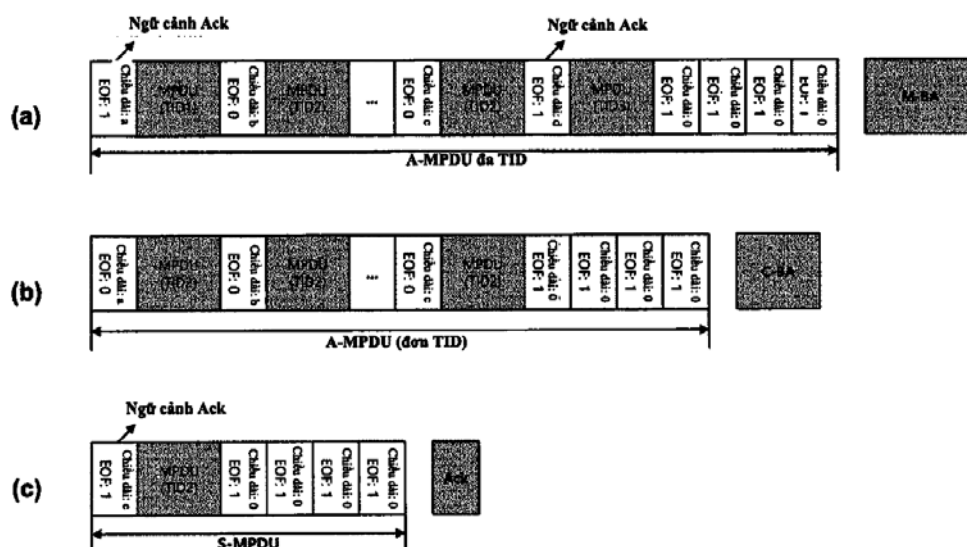 Ngữ cảnh Ack
Ngữ cảnh Ack
(a)
Chiều dài: a
EOF: 1
MPDU
(TID1)
Chiều dài: b
EOF: 0
MPDU
(TID2)
...
Chiều dài: c
EOF: 0
MPDU
(TID2)
Chiều dài: d
EOF: 1
MPDU
(TID3)
Chiều dài: 0
EOF: 1
Chiều dài: 0
EOF: 1
Chiều dài: 0
EOF: 1
Chiều dài: 0
M-BA
A-MPDU đa TID
(b)
Chiều dài: a
EOF: 0
MPDU
(TID2)
Chiều dài: b
EOF: 0
MPDU
(TID2)
...
Chiều dài: c
EOF: 0
MPDU
(TID2)
Chiều dài: 0
EOF: 1
Chiều dài: 0
EOF: 1
Chiều dài: 0
EOF: 1
Chiều dài: 0
EOF: 1
C-BA
A-MPDU (đơn TID)
Ngữ cảnh Ack
(c)
Chiều dài: e
EOF: 1
MPDU
(TID2)
Chiều dài: 0
EOF: 1
Chiều dài: 0
EOF: 1
Chiều dài: 0
EOF: 1
Chiều dài: 0
EOF: 1
Ack
S-MPDU